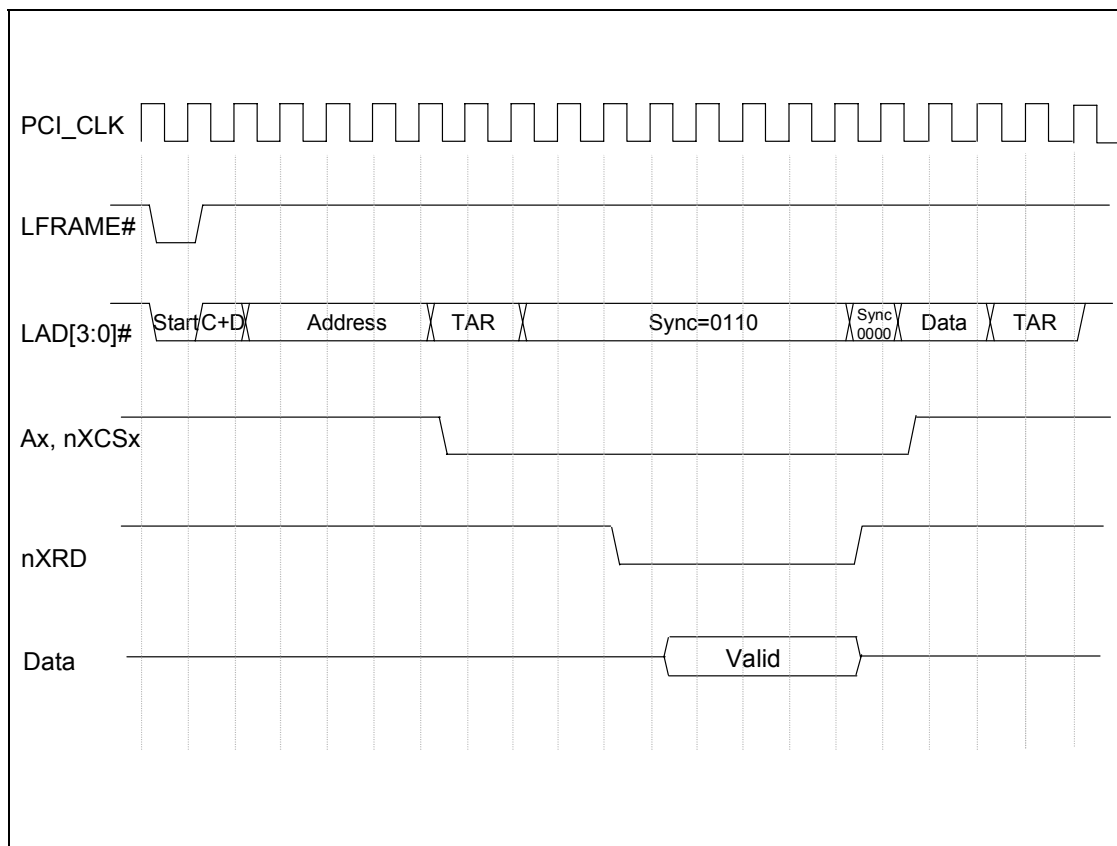 PCI_CLK
LFRAME#
LAD[3:0]#
Start
C+D
Address
TAR
Sync=0110
Sync
0000
Data
TAR
Ax, nXCSx
nXRD
Data
Valid